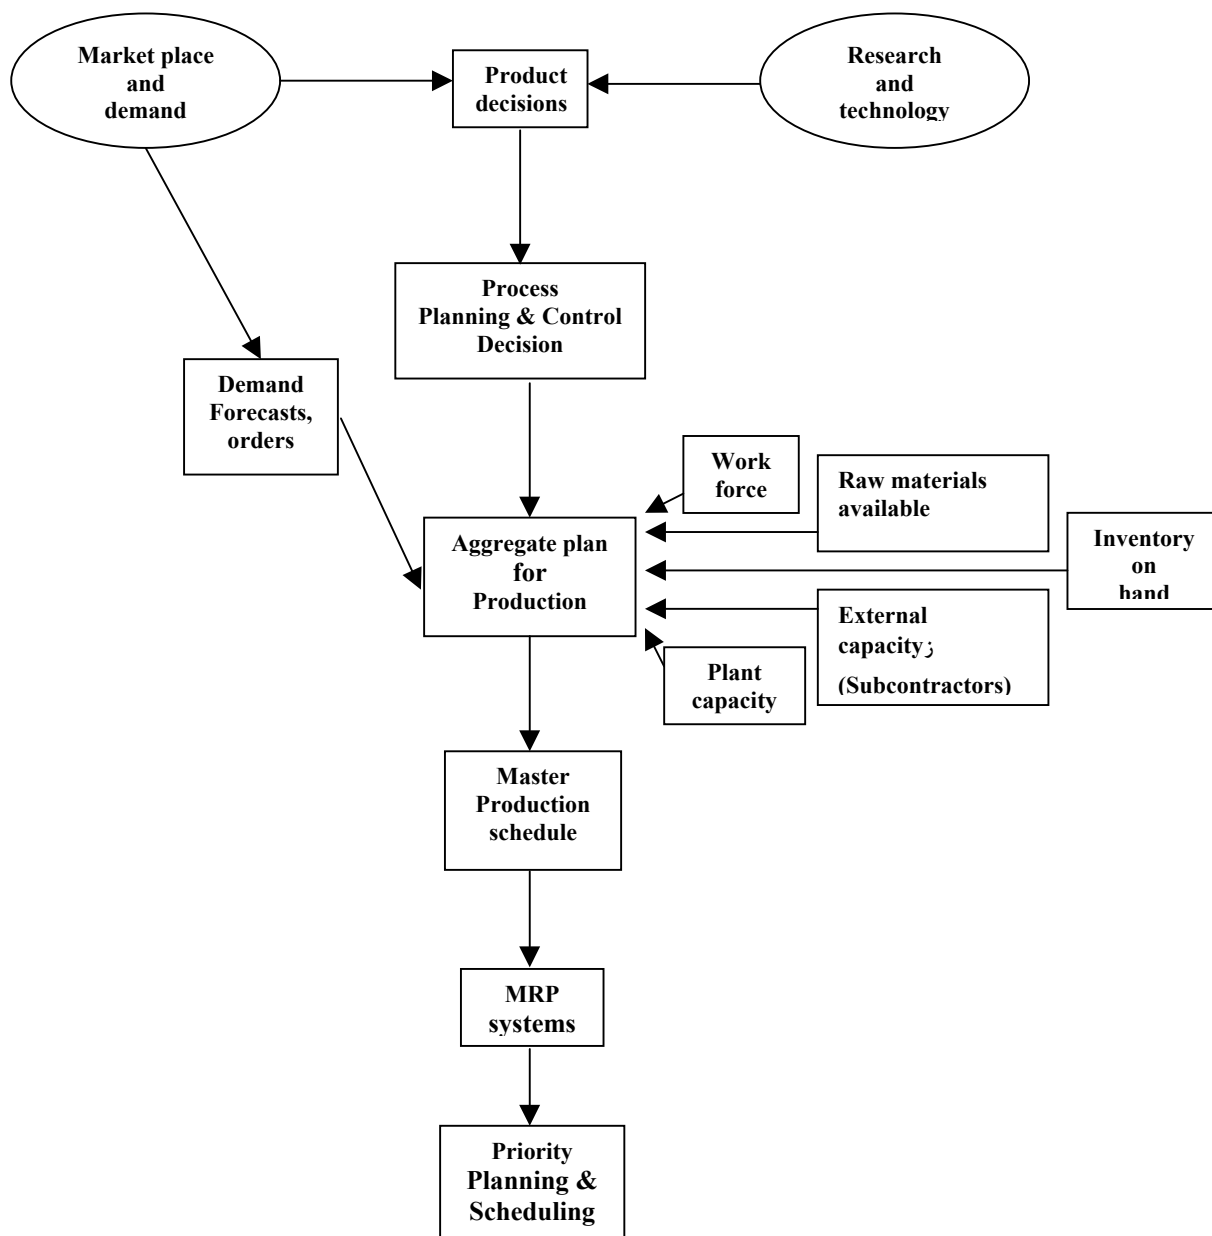 Market place
and
demand
Product
decisions
Research
and
technology
Process
Planning & Control
Decision
Demand
Forecasts,
orders
Work
force
Raw materials
available
Inventory
on
hand
Aggregate plan
for
Production
External
capacityز
(Subcontractors)
Plant
capacity
Master
Production
schedule
MRP
systems
Priority
Planning &
Scheduling